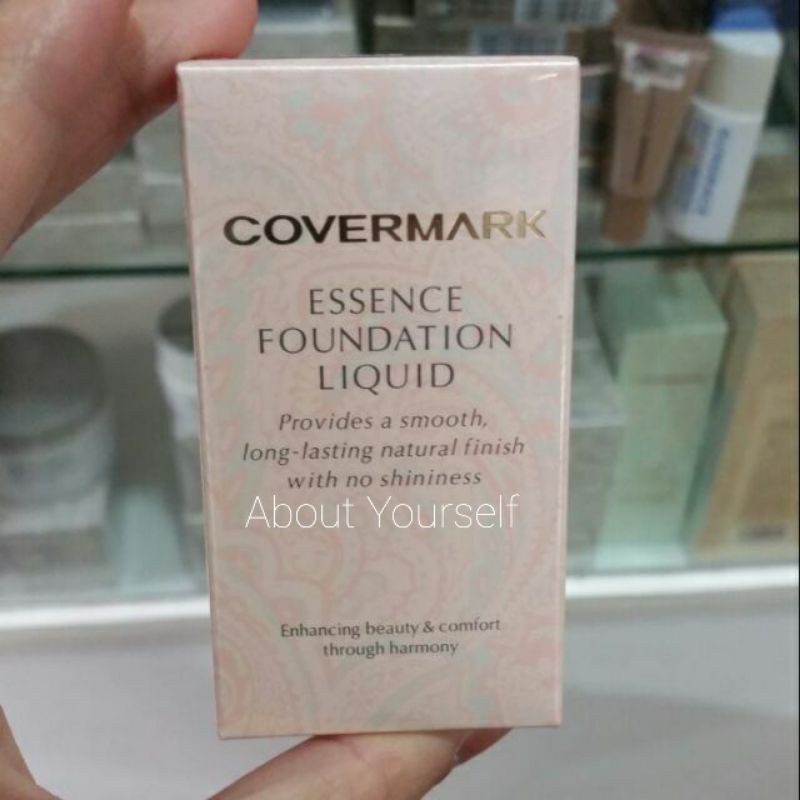 COVERMARK
ESSENCE
FOUNDATION
LIQUID
Provides a smooth,
long-lasting natural finish
with no shininess
About Yourself
Enhancing beauty & comfort
through harmony